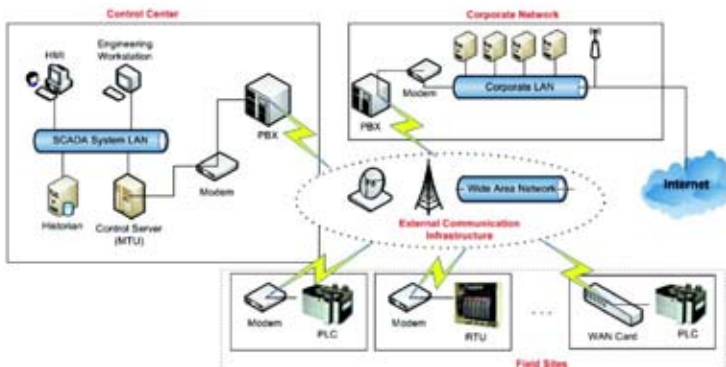 Control Center
HMI
Engineering
Workstation
SCADA System LAN
Historian
Control Server
(MTU)
Modem
PBX
Corporate Network
PBX
Modem
Corporate LAN
Internet
Wide Area Network
External Communication
Infrastructure
Modem
PLC
Modem
RTU
...
WAN Card
PLC
Field Sites